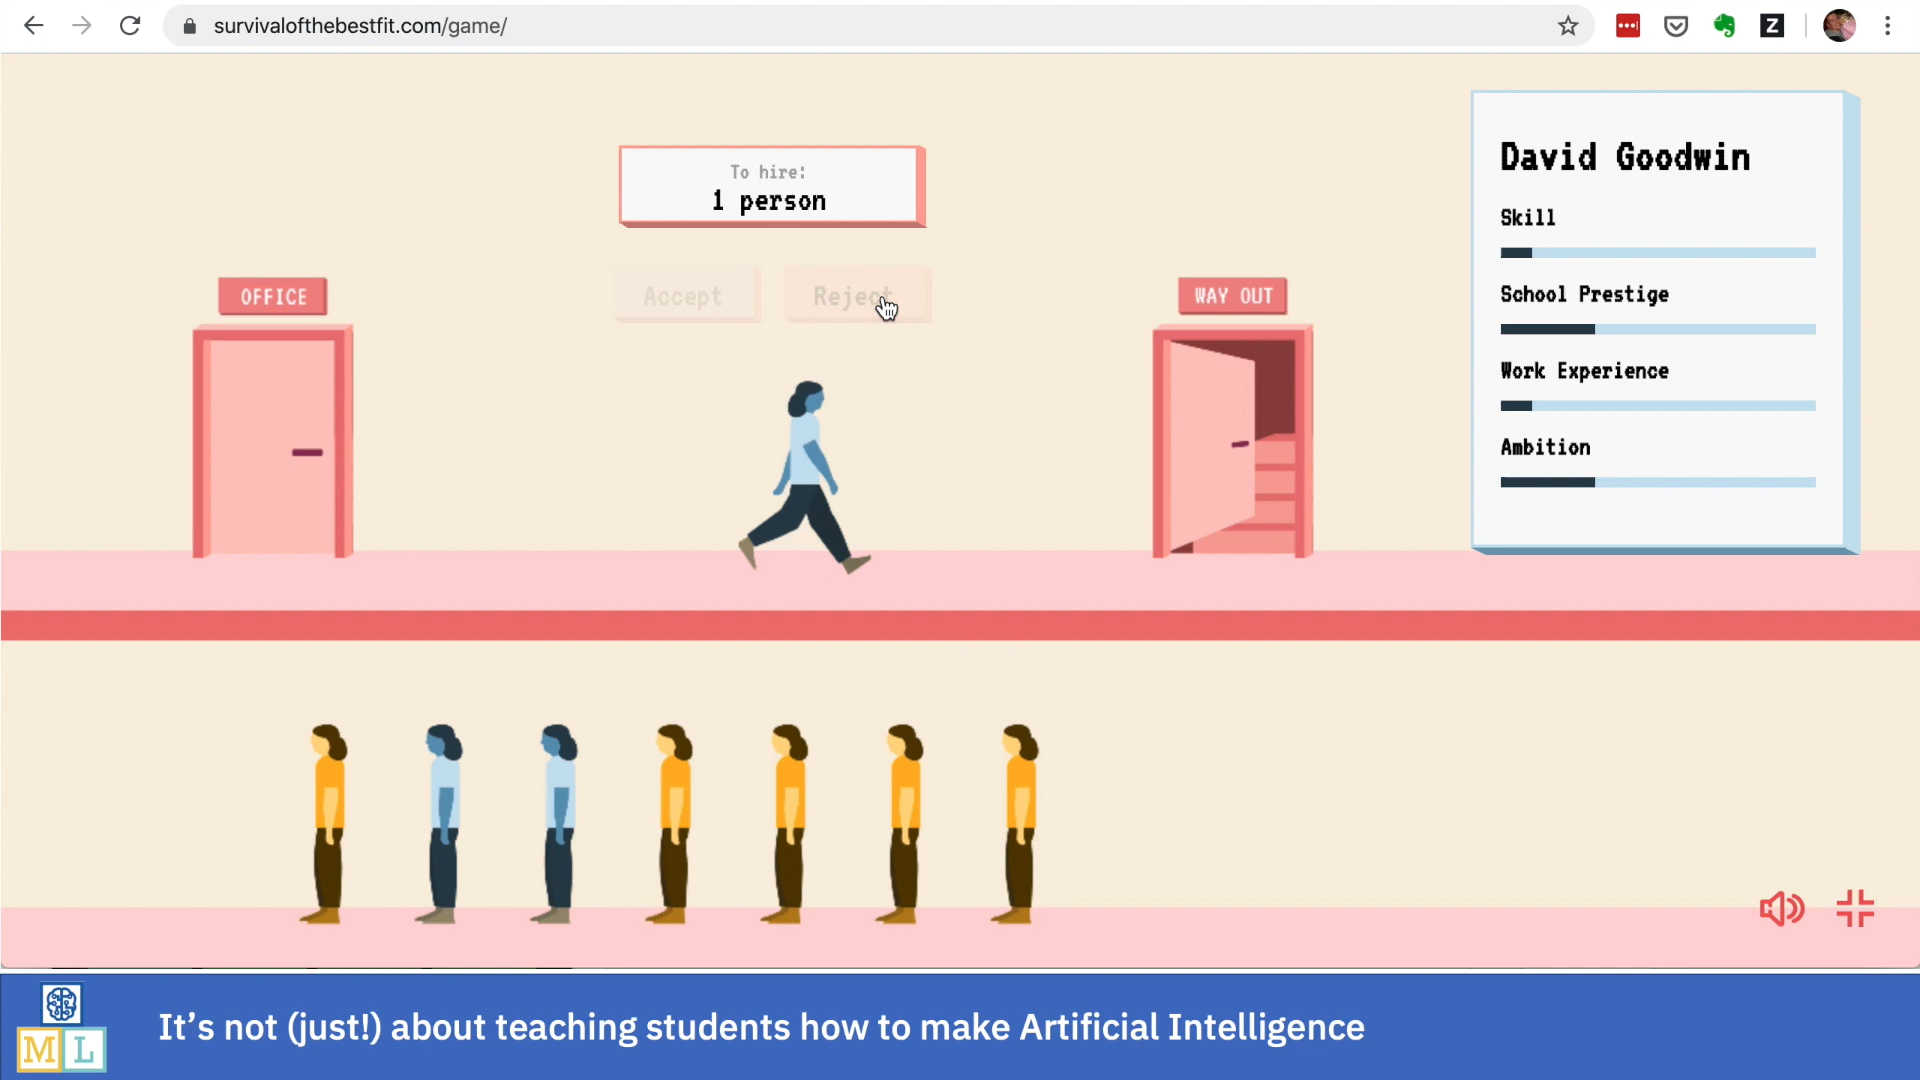 survivalofthebestfit.com/game/
Z
To hire:
1 person
Accept
Reject
OFFICE
WAY OUT
David Goodwin
Skill
School Prestige
Work Experience
Ambition
M L
It's not (just!) about teaching students how to make Artificial Intelligence